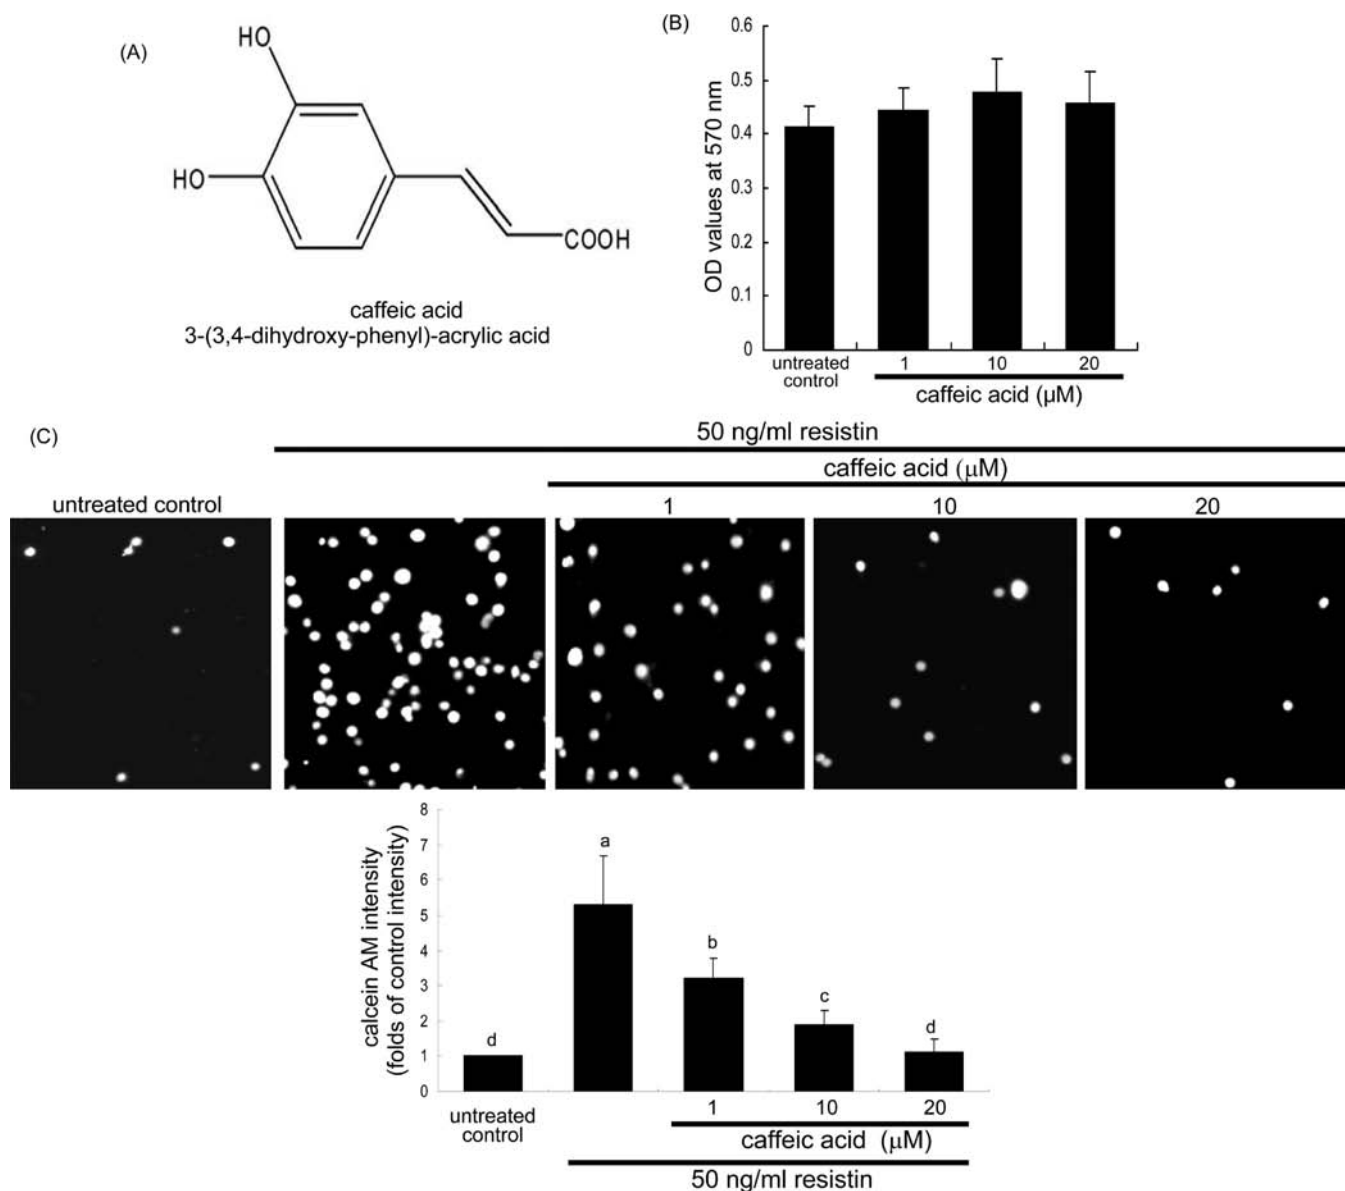 (A)
HO
HO
COOH
caffeic acid
3-(3,4-dihydroxy-phenyl)-acrylic acid
(B)
OD values at 570 nm
0.6
0.5
0.4
0.3
0.2
0.1
0
untreated
control
1
10
20
caffeic acid (µM)
(C)
50 ng/ml resistin
caffeic acid (µM)
untreated control
1
10
20
calcein AM intensity
(folds of control intensity)
8
7
6
5
4
3
2
1
0
d
a
b
c
d
untreated
control
1
10
20
caffeic acid (µM)
50 ng/ml resistin